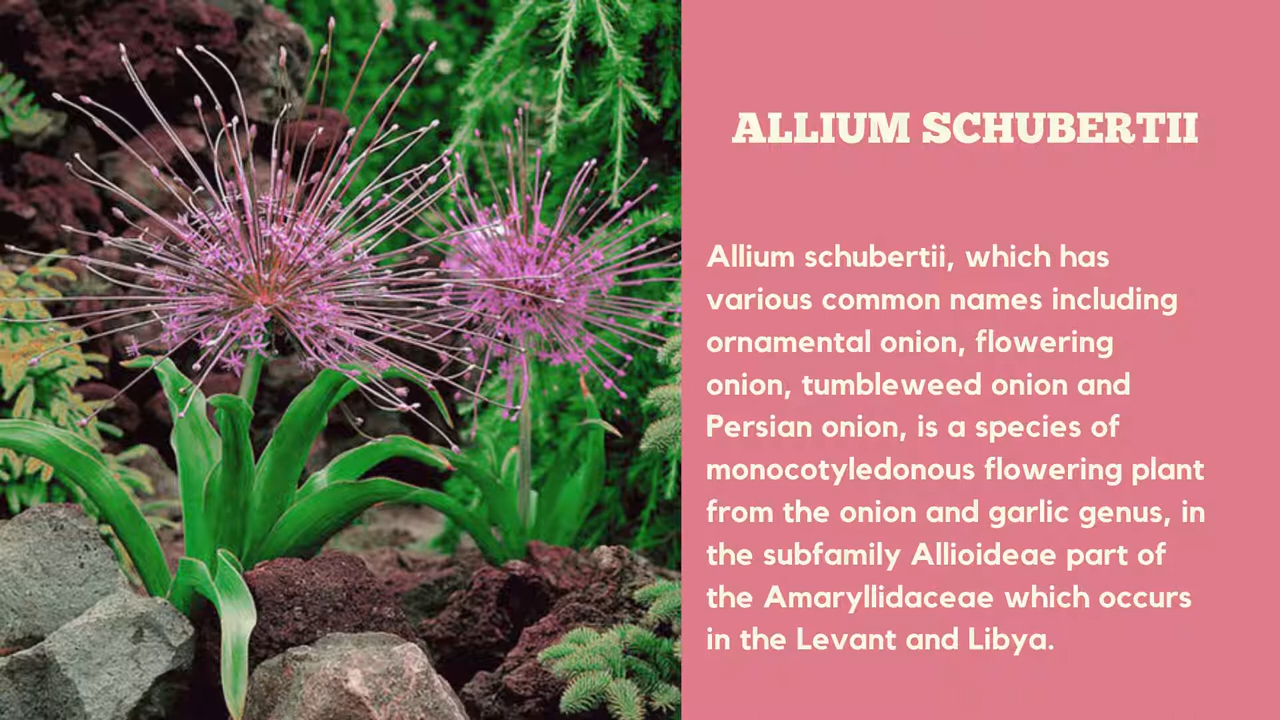 ALLIUM SCHUBERTII
Allium schubertii, which has
various common names including
ornamental onion, flowering
onion, tumbleweed onion and
Persian onion, is a species of
monocotyledonous flowering plant
from the onion and garlic genus, in
the subfamily Allioideae part of
the Amaryllidaceae which occurs
in the Levant and Libya.